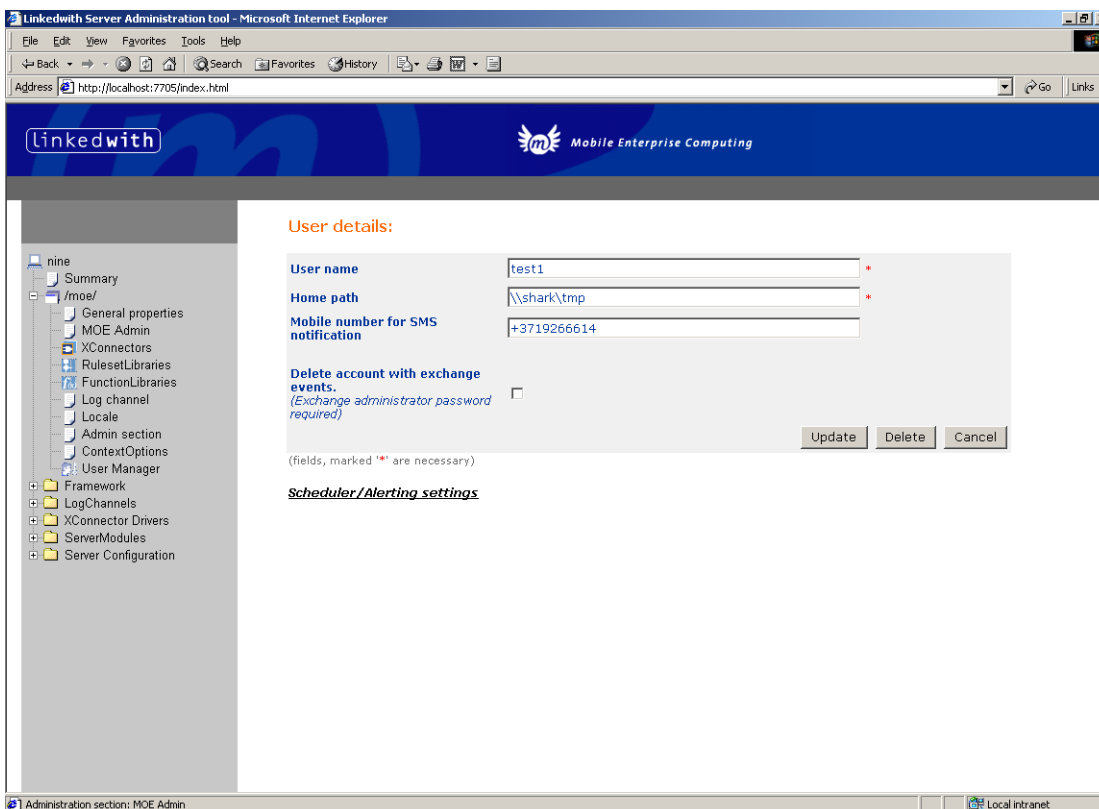 Linkedwith Server Administration tool - Microsoft Internet Explorer
File Edit View Favorites Tools Help
Back Search Favorites History
Address http://localhost:7705/index.html Go Links
linkedwith
m Mobile Enterprise Computing
User details:
nine
Summary
/moe/
General properties
MOE Admin
XConnectors
RulesetLibraries
FunctionLibraries
Log channel
Locale
Admin section
ContextOptions
User Manager
Framework
LogChannels
XConnector Drivers
ServerModules
Server Configuration
User name test1 *
Home path \\shark\tmp *
Mobile number for SMS
notification +3719266614
Delete account with exchange
events.
(Exchange administrator password
required)
Update Delete Cancel
(fields, marked '*' are necessary)
Scheduler/Alerting settings
Administration section: MOE Admin Local intranet